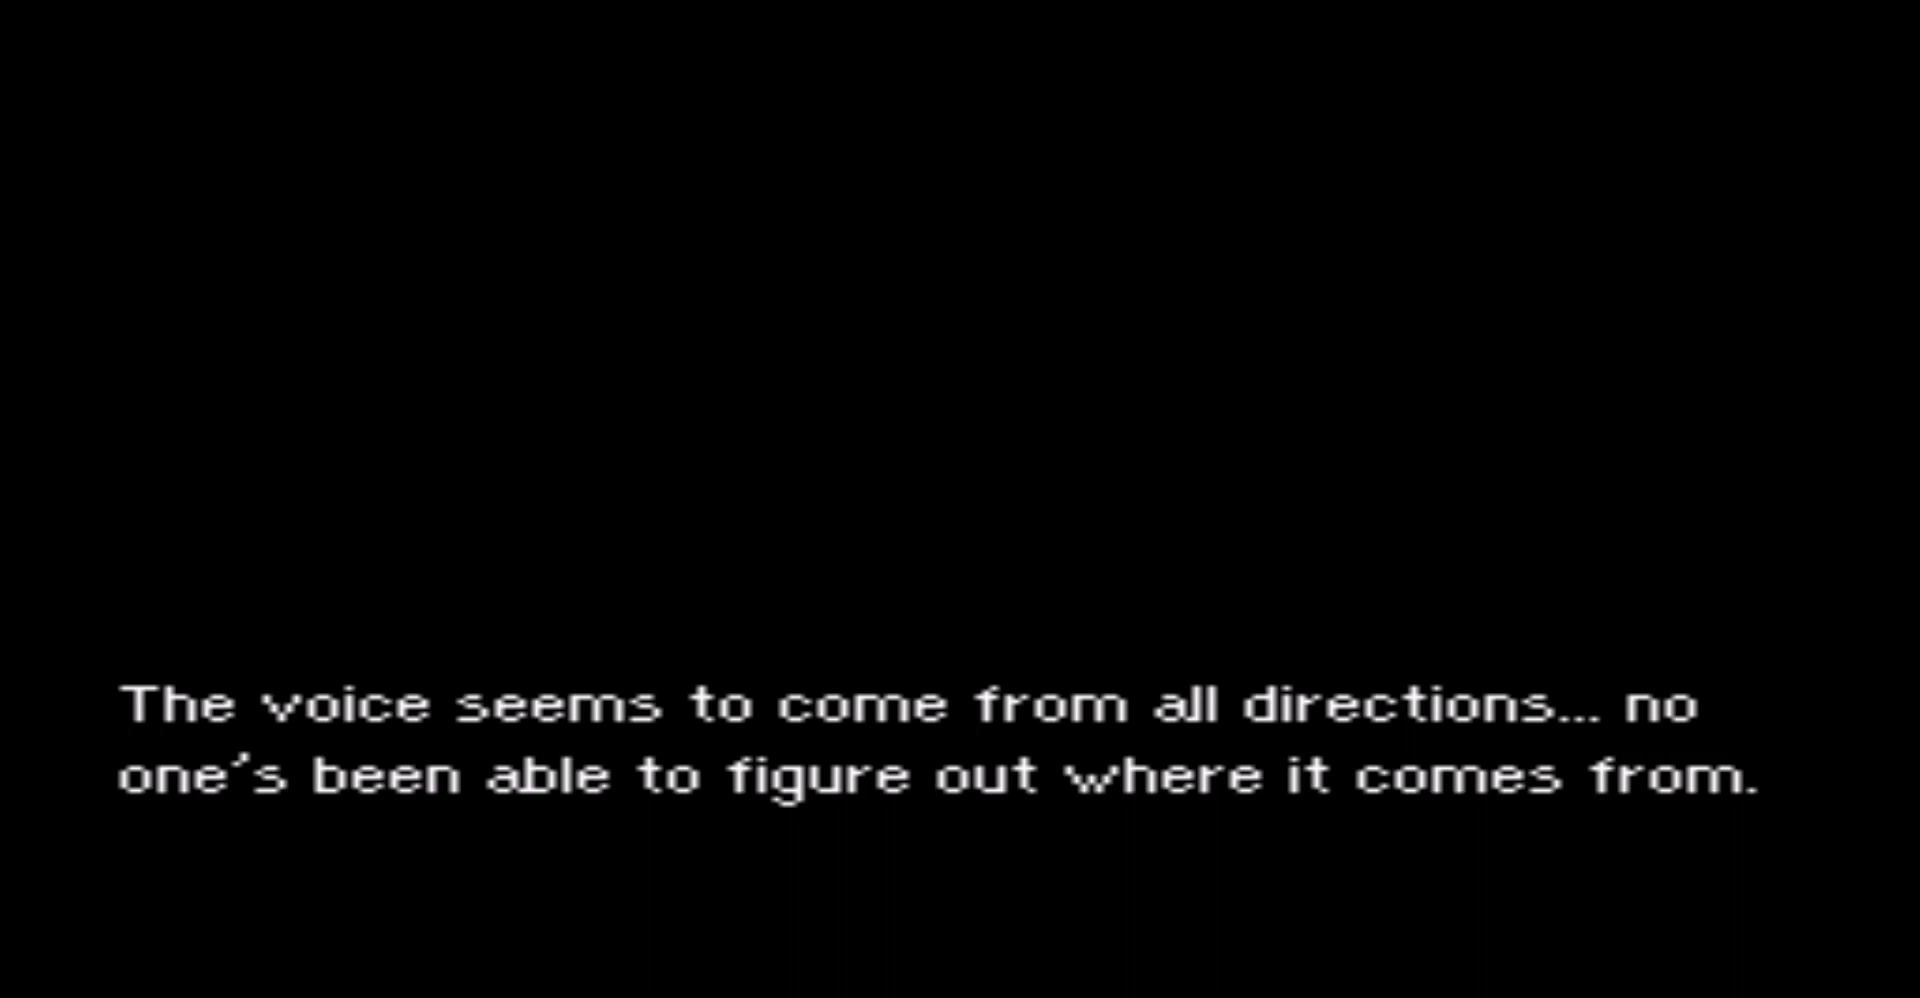 The voice seems to come from all directions... no
one's been able to figure out where it comes from.